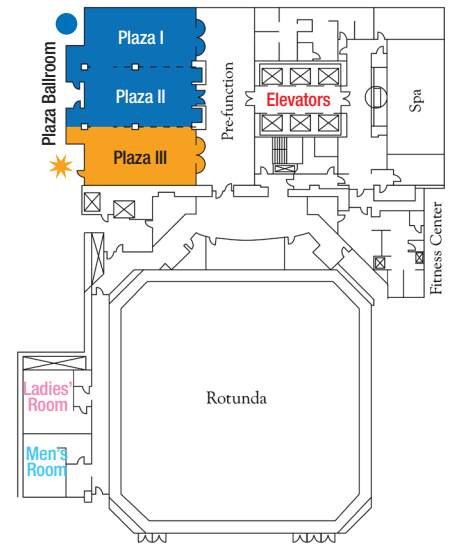 Plaza I
Plaza Ballroom
Plaza II
Plaza III
Pre-function
Elevators
Spa
Fitness Center
Rotunda
Ladies'
Room
Men's
Room